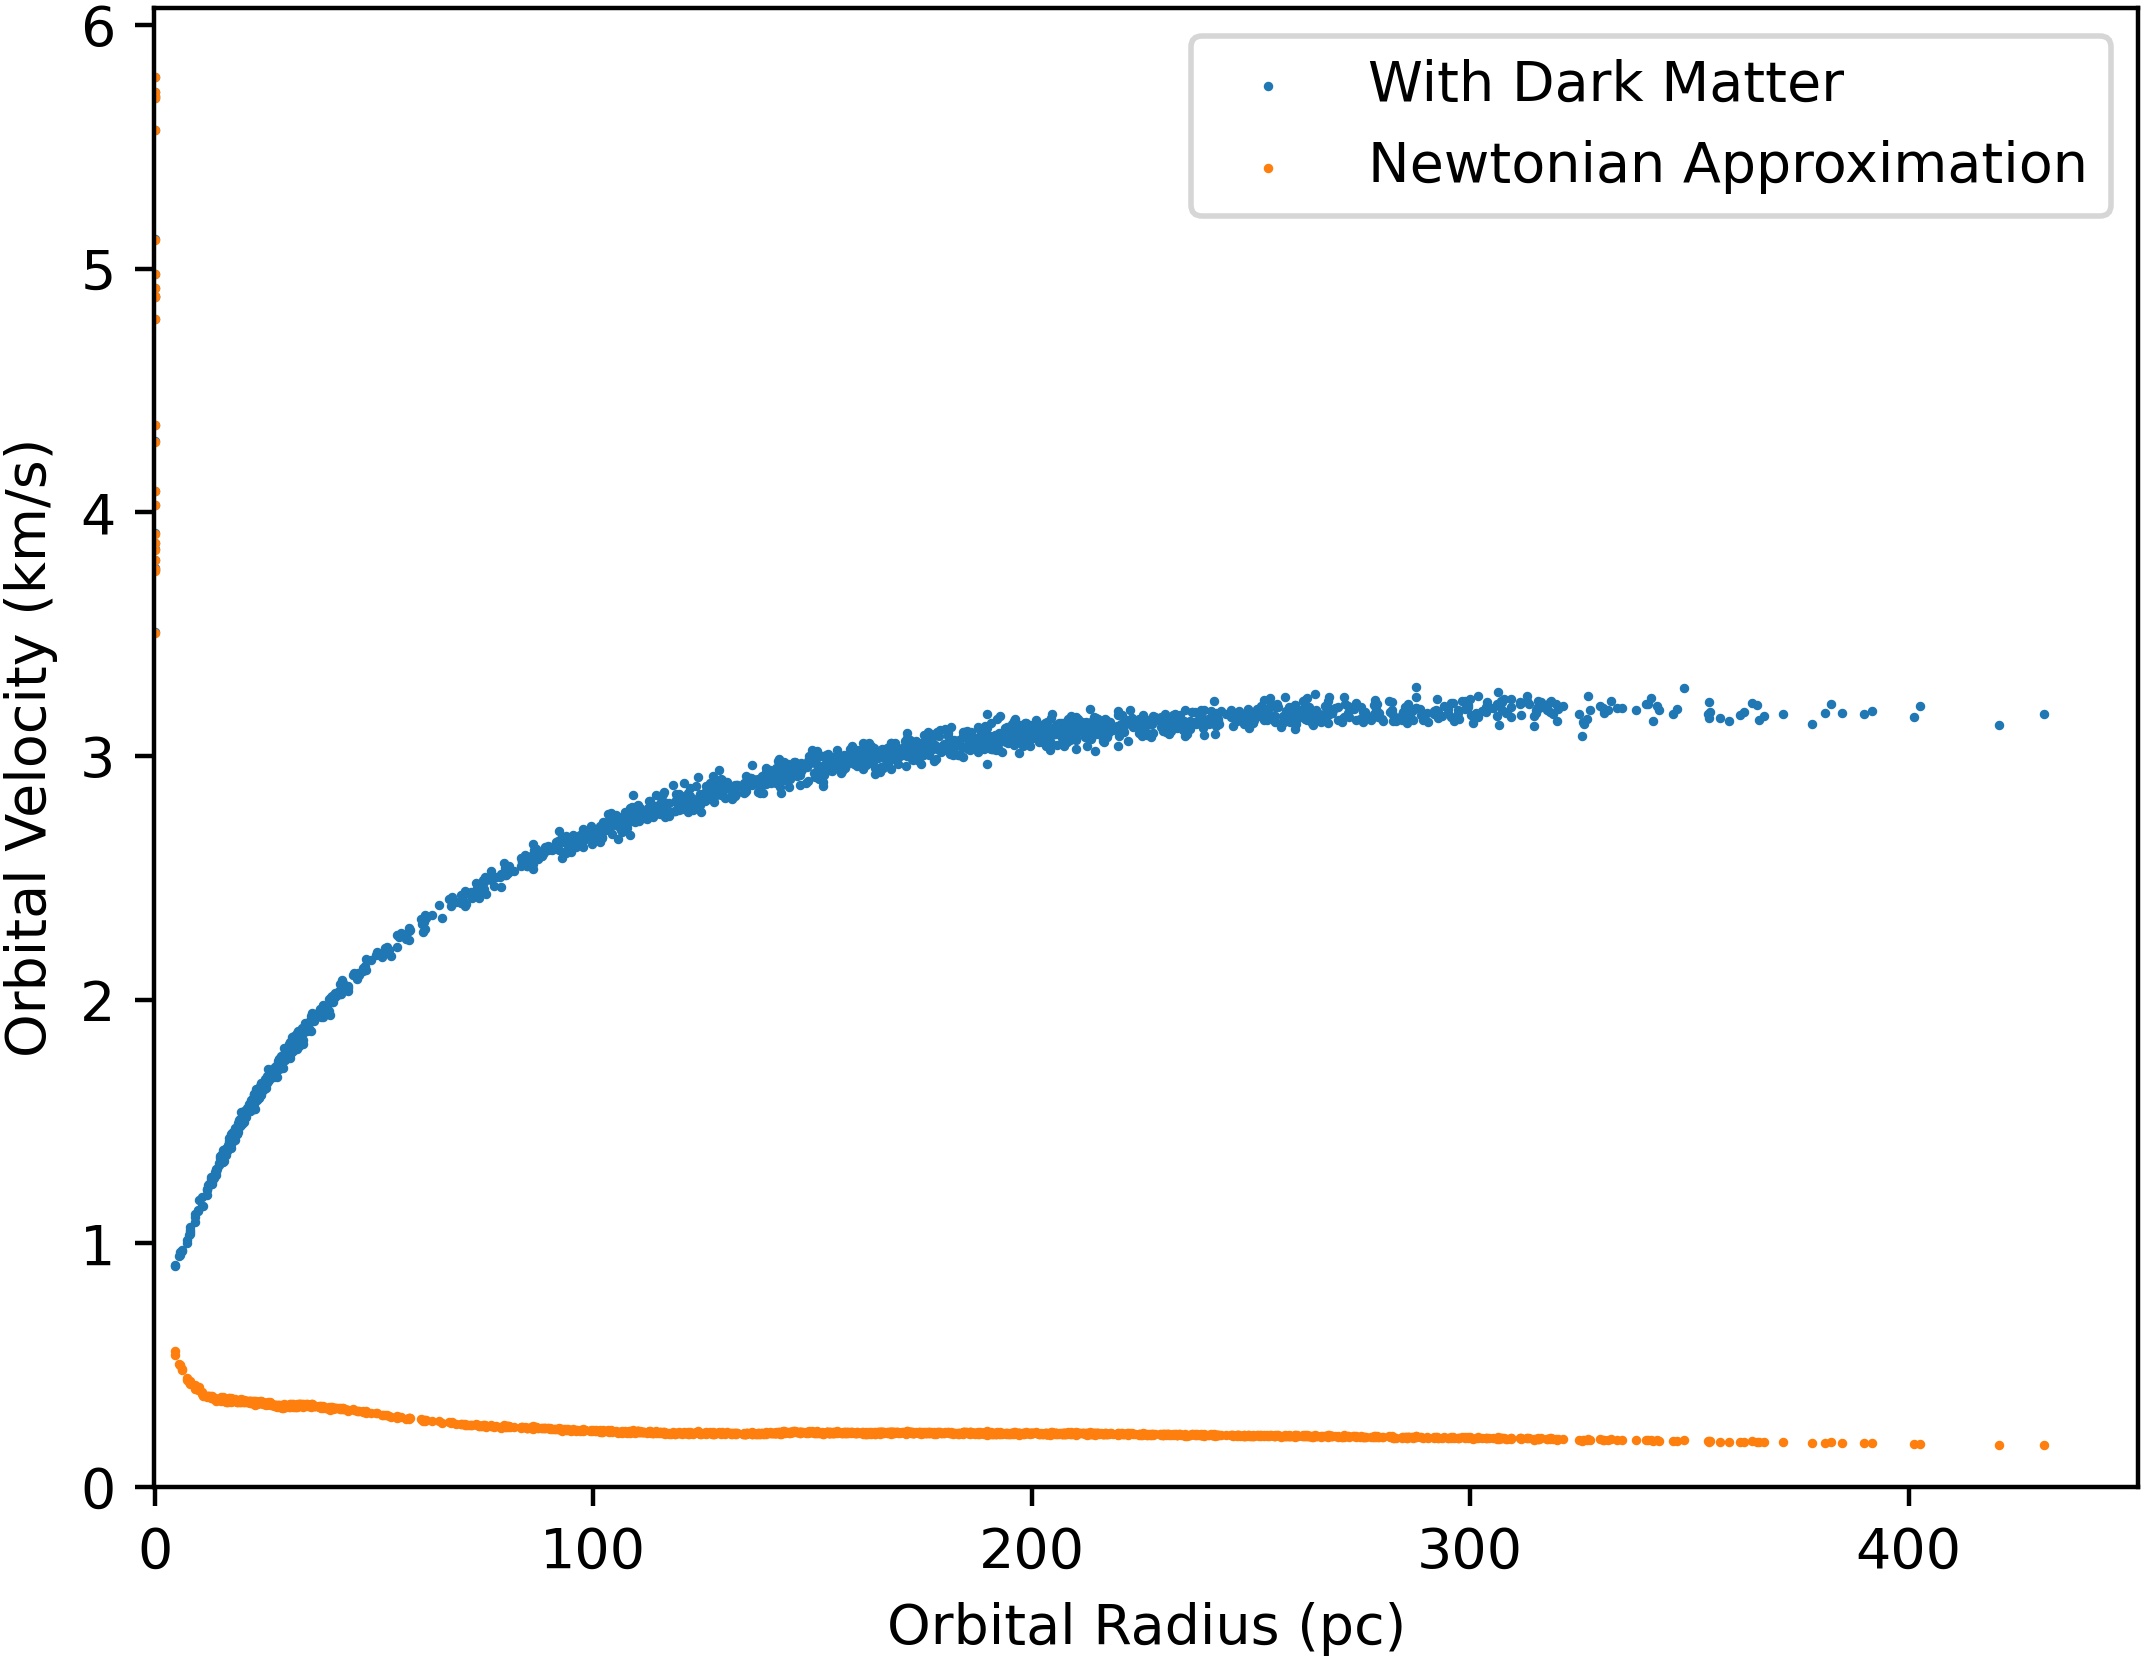 With Dark Matter
Newtonian Approximation
Orbital Velocity (km/s)
6
5
4
3
2
1
0
0 100 200 300 400
Orbital Radius (pc)